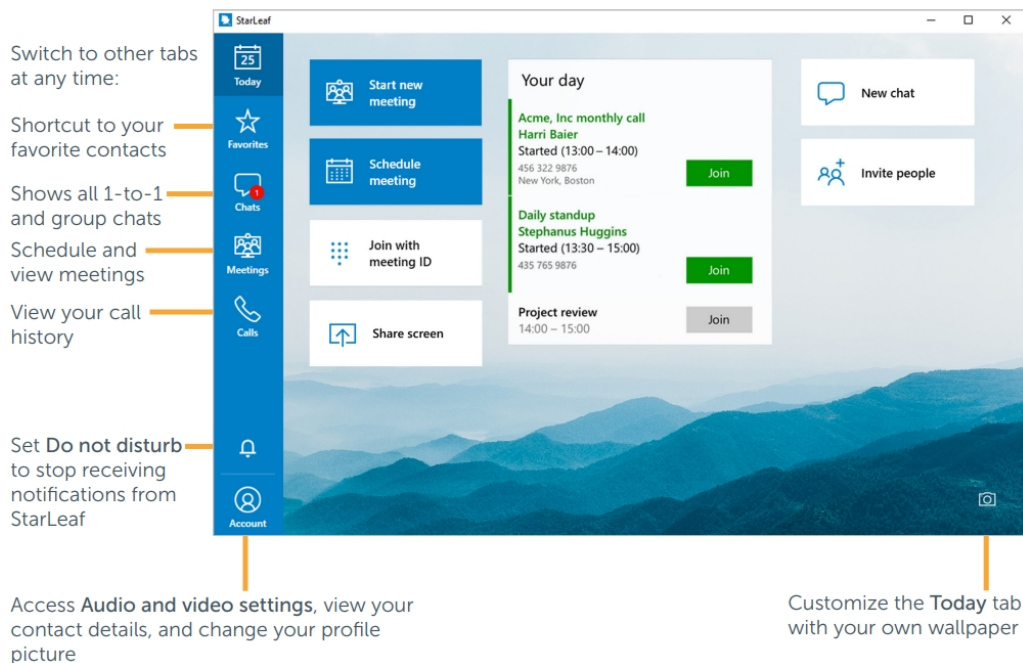 StarLeaf
Switch to other tabs
at any time:
Shortcut to your
favorite contacts
Shows all 1-to-1
and group chats
Schedule and
view meetings
View your call
history
Set Do not disturb
to stop receiving
notifications from
StarLeaf
25
Today
Favorites
1
Chats
Meetings
Calls
Account
Start new
meeting
Schedule
meeting
Join with
meeting ID
Share screen
Your day
Acme, Inc monthly call
Harri Baier
Started (13:00 – 14:00)
456 322 9876
New York, Boston
Join
Daily standup
Stephanus Huggins
Started (13:30 – 15:00)
435 765 9876
Join
Project review
14:00 – 15:00
Join
New chat
Invite people
Access Audio and video settings, view your
contact details, and change your profile
picture
Customize the Today tab
with your own wallpaper